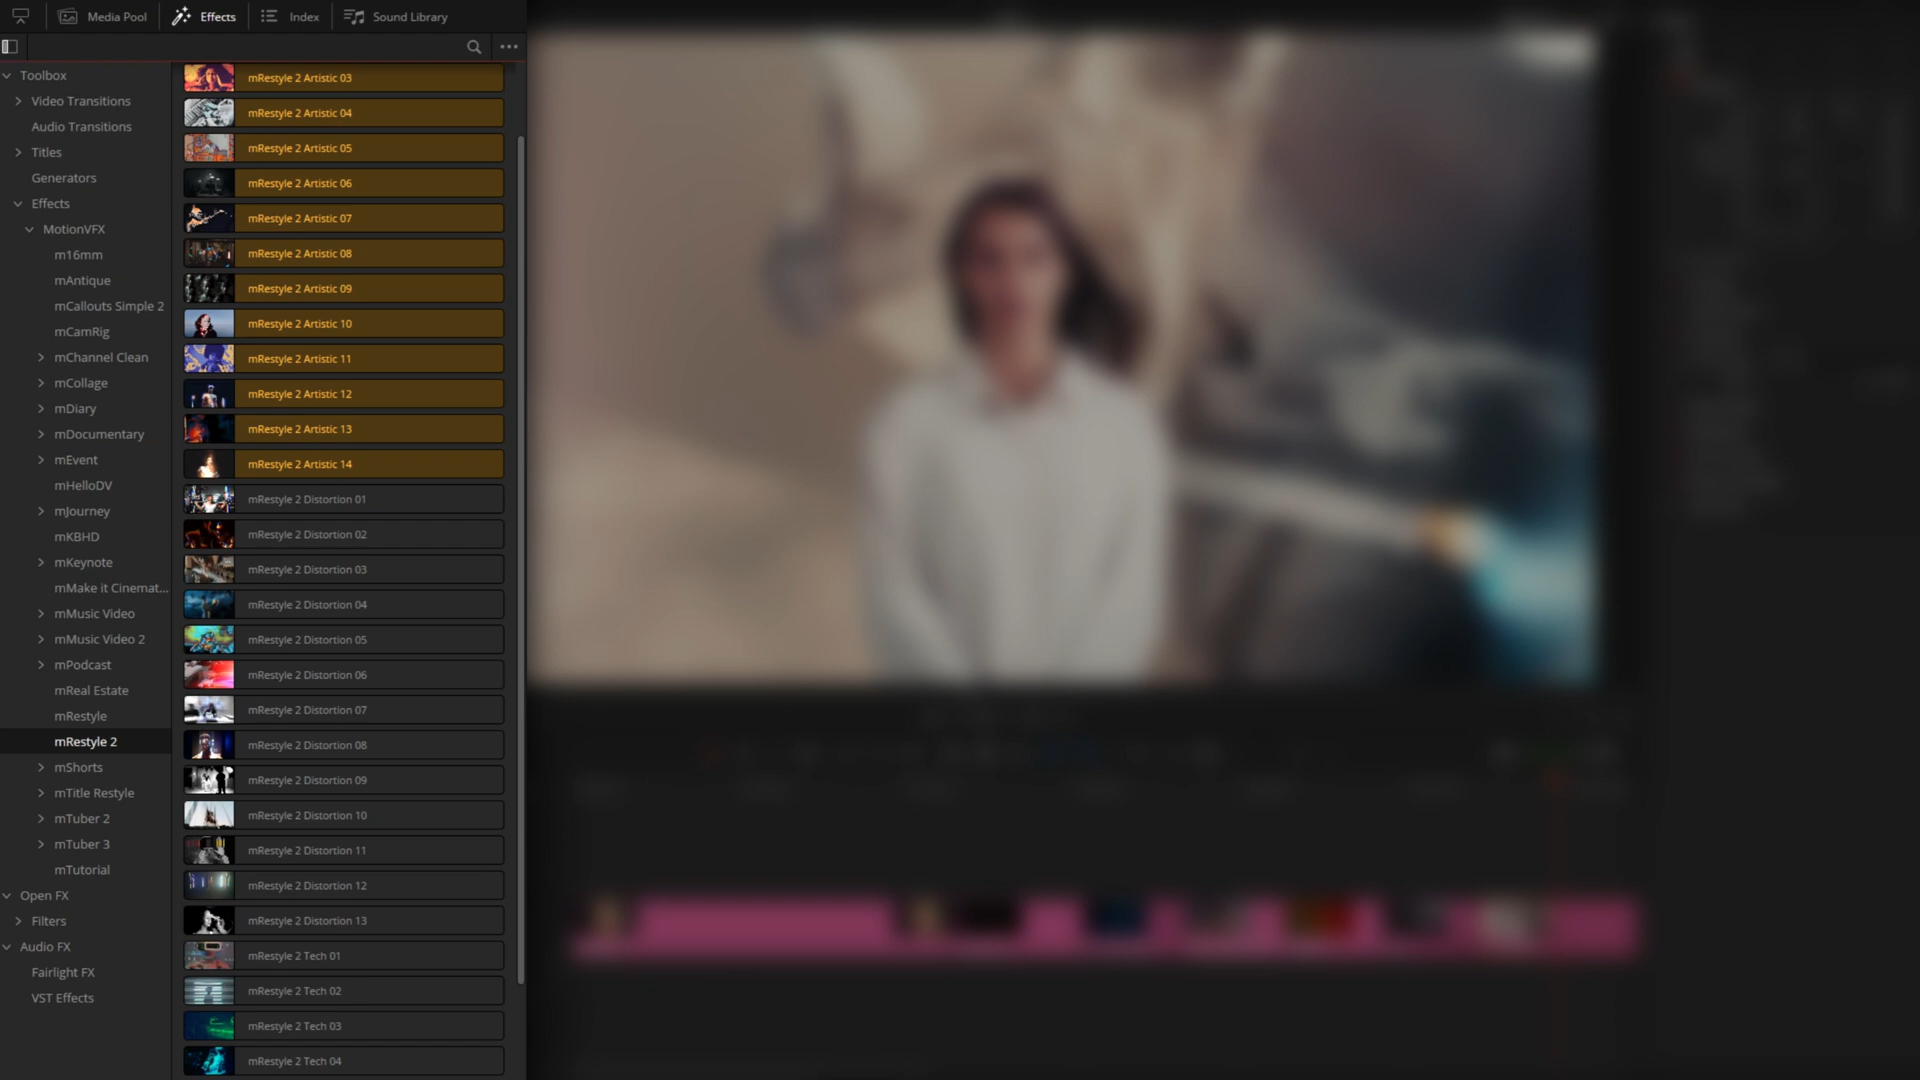 Media Pool
Effects
Index
Sound Library
Toolbox
Video Transitions
Audio Transitions
Titles
Generators
Effects
MotionVFX
m16mm
mAntique
mCallouts Simple 2
mCamRig
mChannel Clean
mCollage
mDiary
mDocumentary
mEvent
mHelloDV
mJourney
mKBHD
mKeynote
mMake it Cinemat...
mMusic Video
mMusic Video 2
mPodcast
mReal Estate
mRestyle
mRestyle 2
mShorts
mTitle Restyle
mTuber 2
mTuber 3
mTutorial
Open FX
Filters
Audio FX
Fairlight FX
VST Effects
mRestyle 2 Artistic 03
mRestyle 2 Artistic 04
mRestyle 2 Artistic 05
mRestyle 2 Artistic 06
mRestyle 2 Artistic 07
mRestyle 2 Artistic 08
mRestyle 2 Artistic 09
mRestyle 2 Artistic 10
mRestyle 2 Artistic 11
mRestyle 2 Artistic 12
mRestyle 2 Artistic 13
mRestyle 2 Artistic 14
mRestyle 2 Distortion 01
mRestyle 2 Distortion 02
mRestyle 2 Distortion 03
mRestyle 2 Distortion 04
mRestyle 2 Distortion 05
mRestyle 2 Distortion 06
mRestyle 2 Distortion 07
mRestyle 2 Distortion 08
mRestyle 2 Distortion 09
mRestyle 2 Distortion 10
mRestyle 2 Distortion 11
mRestyle 2 Distortion 12
mRestyle 2 Distortion 13
mRestyle 2 Tech 01
mRestyle 2 Tech 02
mRestyle 2 Tech 03
mRestyle 2 Tech 04